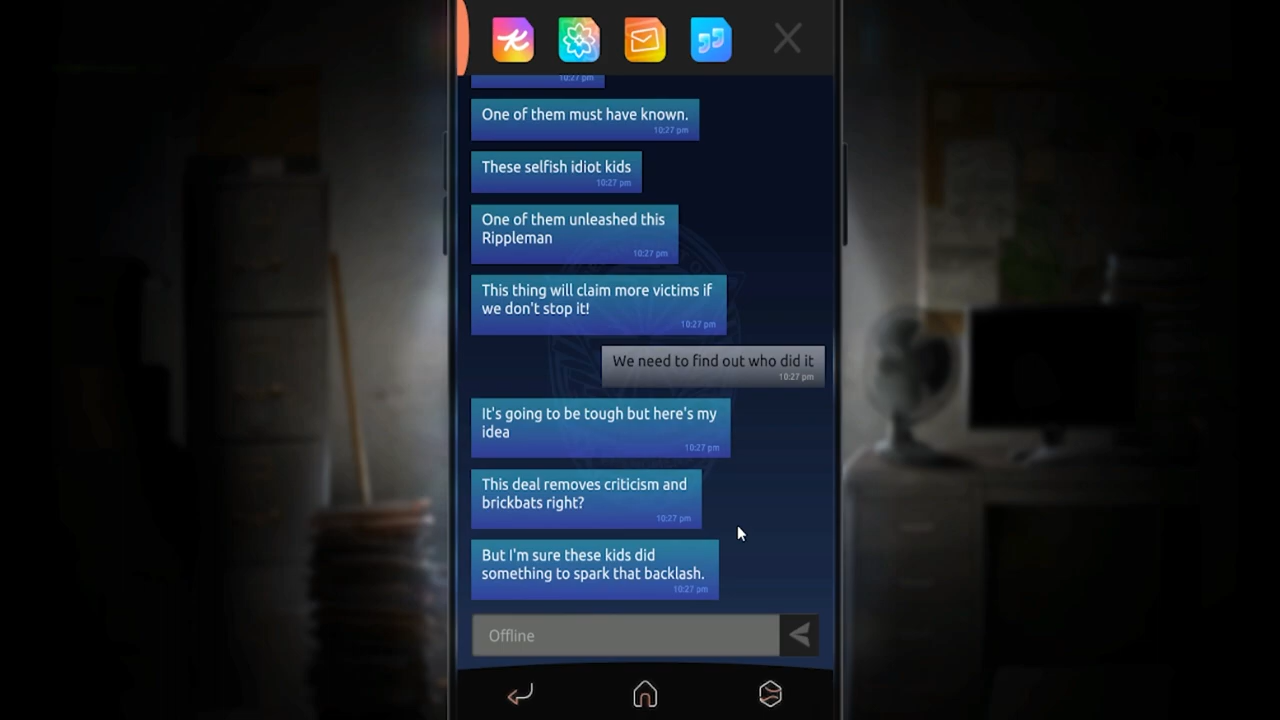 10:27 pm
One of them must have known.
10:27 pm
These selfish idiot kids
10:27 pm
One of them unleashed this
Rippleman
10:27 pm
This thing will claim more victims if
we don't stop it!
10:27 pm
We need to find out who did it
10:27 pm
It's going to be tough but here's my
idea
10:27 pm
This deal removes criticism and
brickbats right?
10:27 pm
But I'm sure these kids did
something to spark that backlash.
10:27 pm
Offline